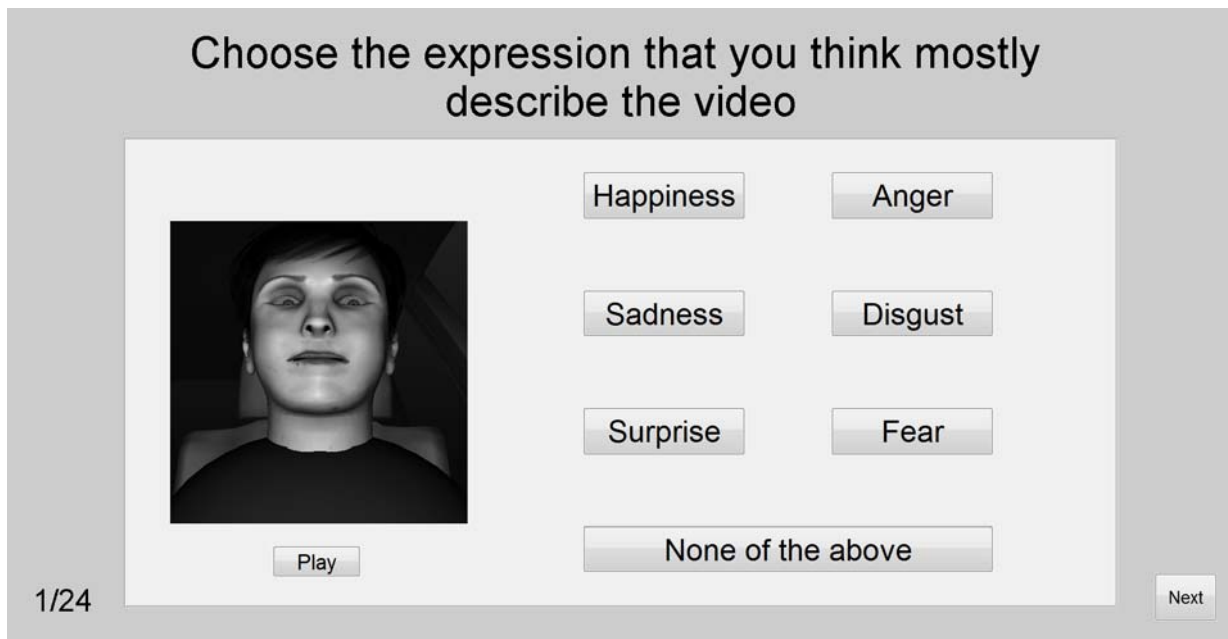 Choose the expression that you think mostly
describe the video
Happiness
Anger
Sadness
Disgust
Surprise
Fear
None of the above
Play
1/24
Next